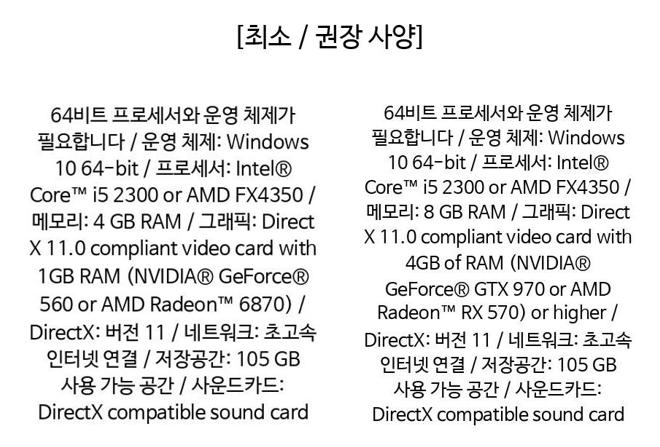 [최소 / 권장 사양]
64비트 프로세서와 운영 체제가
필요합니다 / 운영 체제: Windows
10 64-bit / 프로세서: Intel®
Core™ i5 2300 or AMD FX4350 /
메모리: 4 GB RAM / 그래픽: Direct
X 11.0 compliant video card with
1GB RAM (NVIDIA® GeForce®
560 or AMD Radeon™ 6870) /
DirectX: 버전 11 / 네트워크: 초고속
인터넷 연결 / 저장공간: 105 GB
사용 가능 공간 / 사운드카드:
DirectX compatible sound card
64비트 프로세서와 운영 체제가
필요합니다 / 운영 체제: Windows
10 64-bit / 프로세서: Intel®
Core™ i5 2300 or AMD FX4350 /
메모리: 8 GB RAM / 그래픽: Direct
X 11.0 compliant video card with
4GB of RAM (NVIDIA®
GeForce® GTX 970 or AMD
Radeon™ RX 570) or higher /
DirectX: 버전 11 / 네트워크: 초고속
인터넷 연결 / 저장공간: 105 GB
사용 가능 공간 / 사운드카드:
DirectX compatible sound card